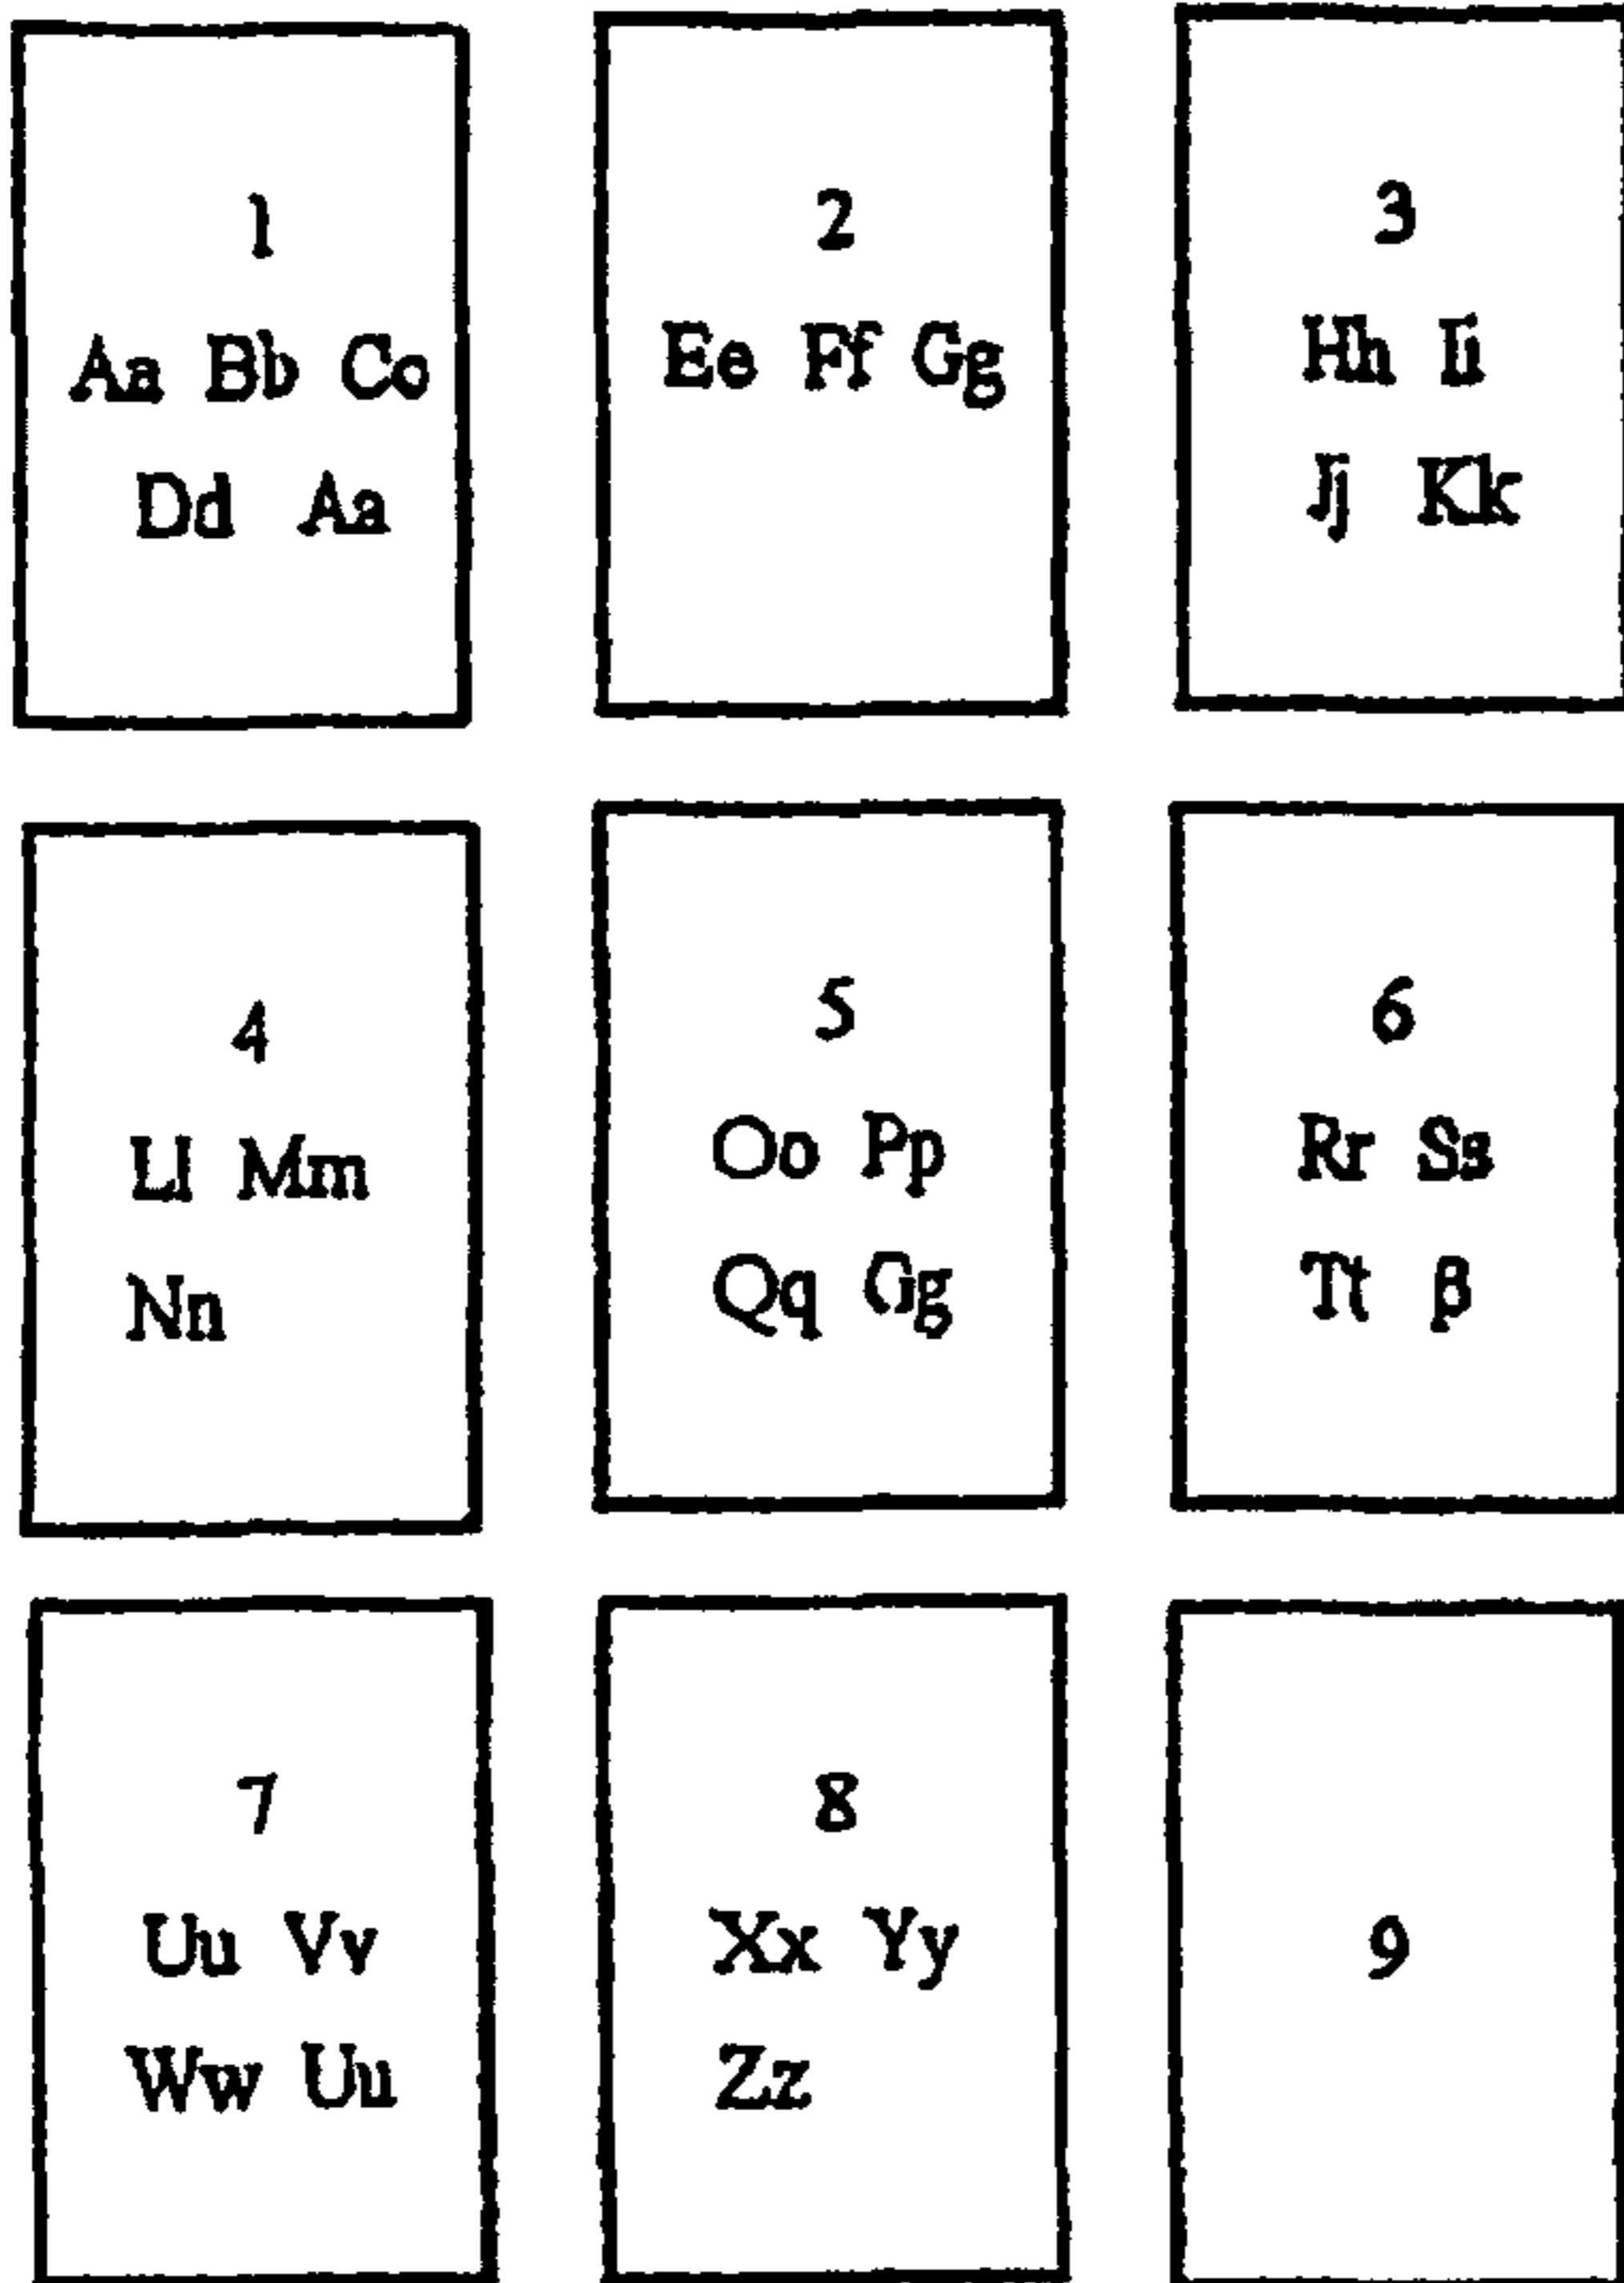 1
Aa Bb Co
Dd Aa
2
Ee Ff Gg
3
Hh Ii
Jj Kk
4
Ll Mm
Nn
5
Oo Pp
Qq Gg
6
Rr Ss
Tt β
7
Uu Vv
Ww Uu
8
Xx Yy
Zz
9